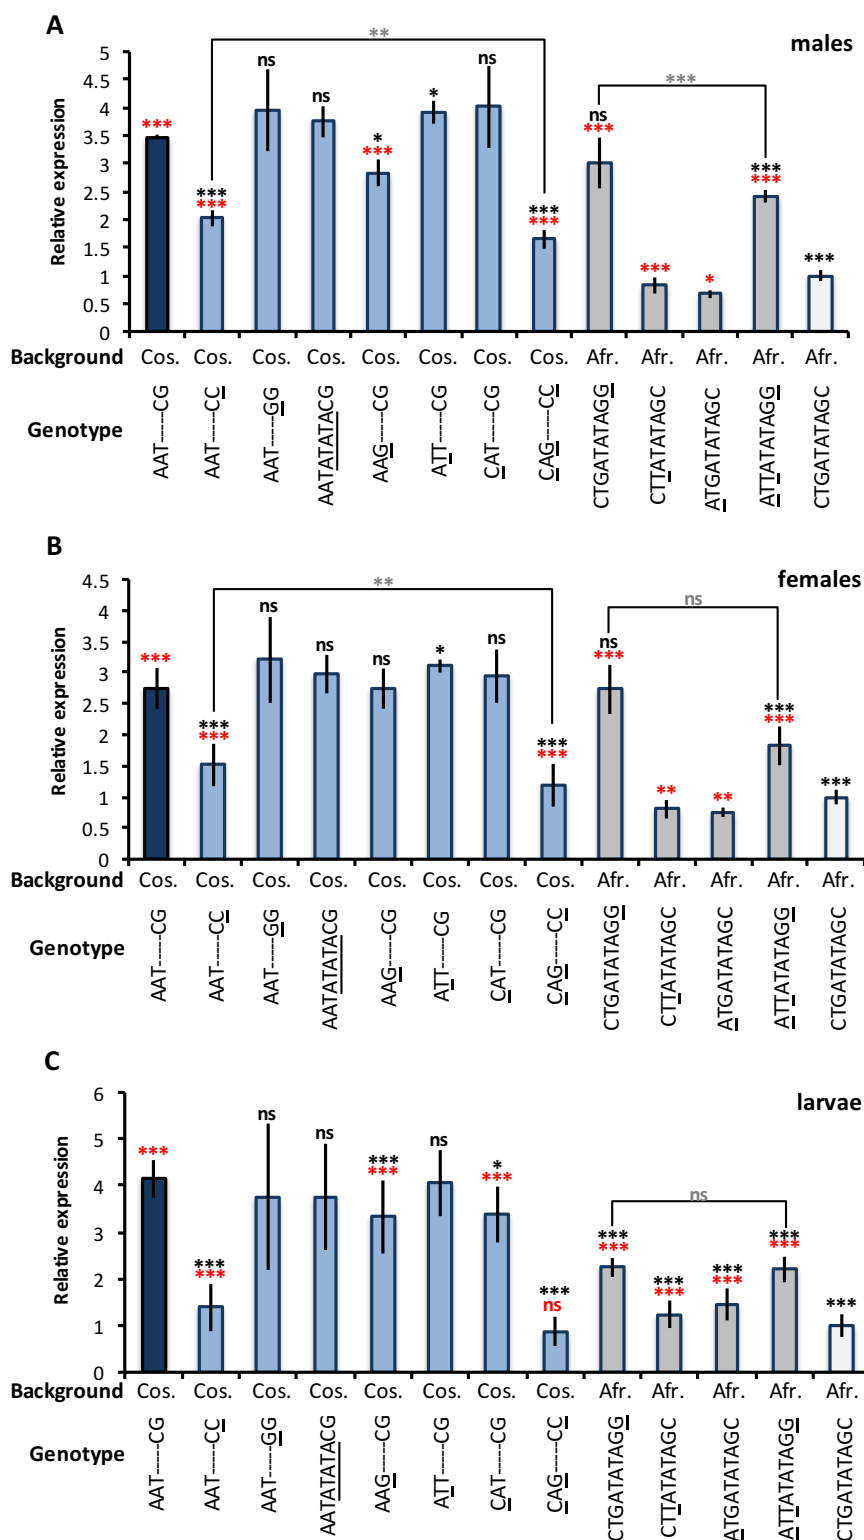 A
males
**
***
ns
ns
ns
*
*
ns
***
***
***
***
***
***
***
***
***
***
*
***
5
4.5
4
3.5
3
2.5
2
1.5
1
0.5
0
Relative expression
Background Cos. Cos. Cos. Cos. Cos. Cos. Cos. Cos. Afr. Afr. Afr. Afr. Afr.
Genotype
AAT----CG
AAT----CC
AAT----GG
AATATATACG
AAG----CG
ATT----CG
CAT----CG
CAG----CC
CTGATATAGG
CTTATATAGC
ATGATATAGC
ATTATATAGG
CTGATATAGC
B
females
**
ns
ns
ns
ns
*
ns
ns
***
***
***
***
***
***
**
**
***
***
***
4.5
4
3.5
3
2.5
2
1.5
1
0.5
0
Relative expression
Background Cos. Cos. Cos. Cos. Cos. Cos. Cos. Cos. Afr. Afr. Afr. Afr. Afr.
Genotype
AAT----CG
AAT----CC
AAT----GG
AATATATACG
AAG----CG
ATT----CG
CAT----CG
CAG----CC
CTGATATAGG
CTTATATAGC
ATGATATAGC
ATTATATAGG
CTGATATAGC
C
larvae
ns
ns
ns
ns
***
***
***
***
***
*
***
***
ns
***
***
***
***
***
***
***
***
***
6
5
4
3
2
1
0
Relative expression
Background Cos. Cos. Cos. Cos. Cos. Cos. Cos. Cos. Afr. Afr. Afr. Afr. Afr.
Genotype
AAT----CG
AAT----CC
AAT----GG
AATATATACG
AAG----CG
ATT----CG
CAT----CG
CAG----CC
CTGATATAGG
CTTATATAGC
ATGATATAGC
ATTATATAGG
CTGATATAGC